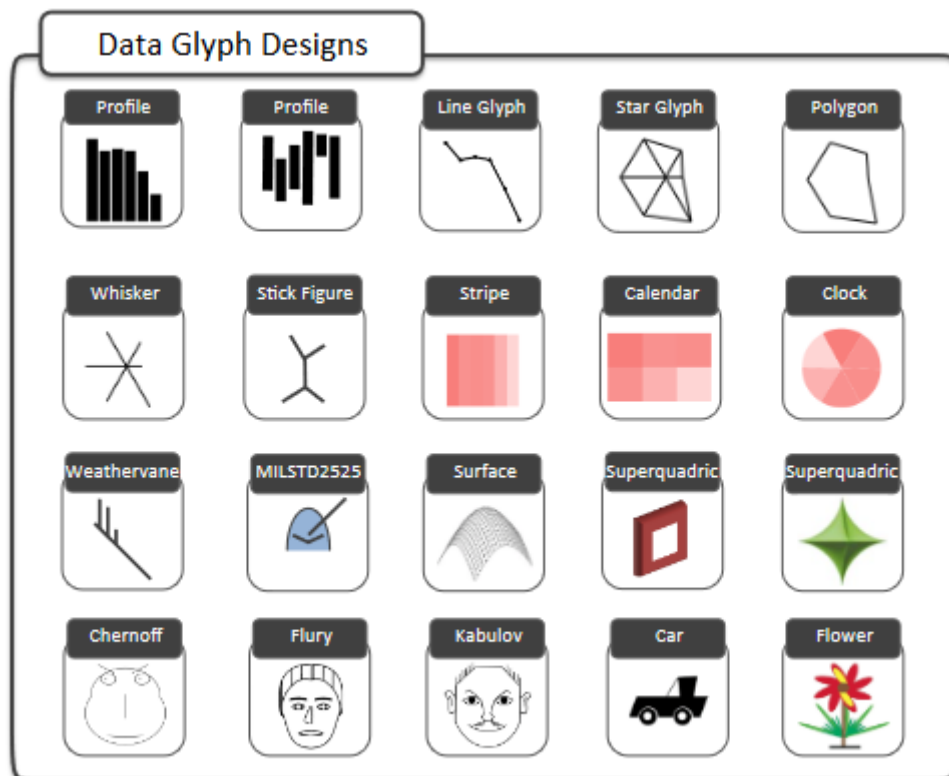 Data Glyph Designs
Profile
Profile
Line Glyph
Star Glyph
Polygon
Whisker
Stick Figure
Stripe
Calendar
Clock
Weathervane
MILSTD2525
Surface
Superquadric
Superquadric
Chernoff
Flury
Kabulov
Car
Flower